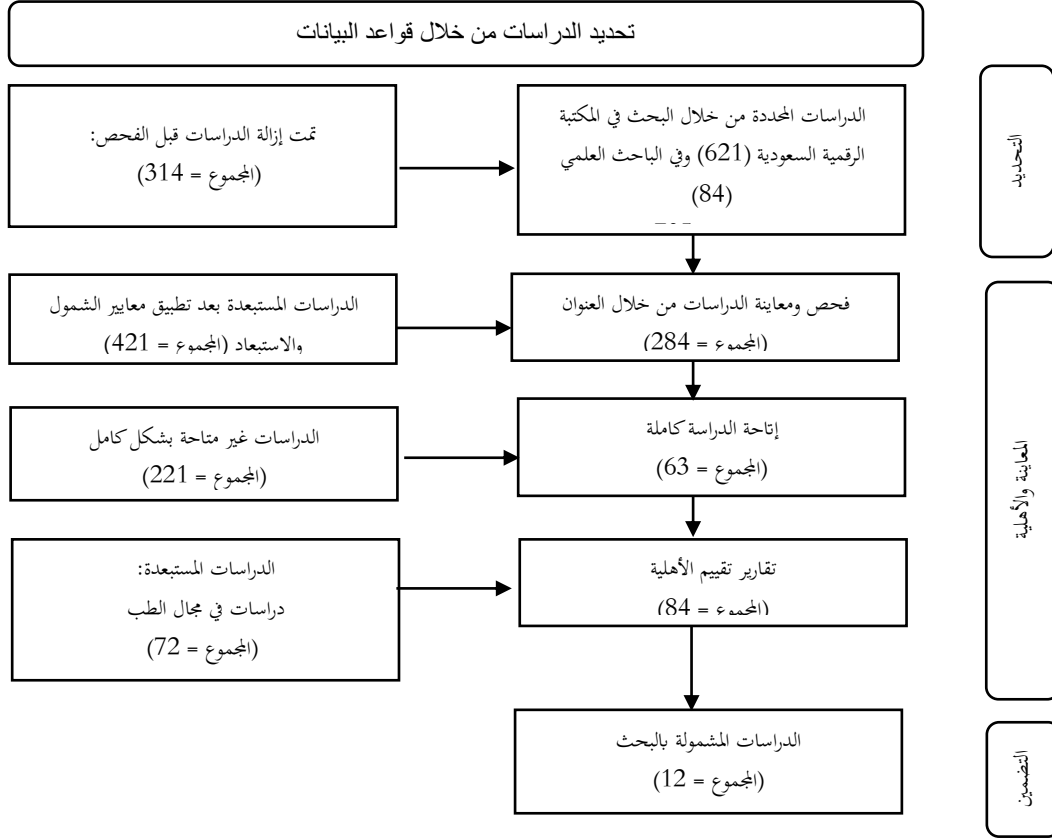 تحديد الدراسات من خلال قواعد البيانات
التحديد
الدراسات المحددة من خلال البحث في المكتبة
الرقمية السعودية (621) وفي الباحث العلمي
(84)
تمت إزالة الدراسات قبل الفحص:
(المجموع = 314)
المعاينة والأهلية
فحص ومعاينة الدراسات من خلال العنوان
(المجموع = 284)
الدراسات المستبعدة بعد تطبيق معايير الشمول
والاستبعاد (المجموع = 421)
إتاحة الدراسة كاملة
(المجموع = 63)
الدراسات غير متاحة بشكل كامل
(المجموع = 221)
تقارير تقييم الأهلية
(المجموع = 84)
الدراسات المستبعدة:
دراسات في مجال الطب
(المجموع = 72)
التضمين
الدراسات المشمولة بالبحث
(المجموع = 12)